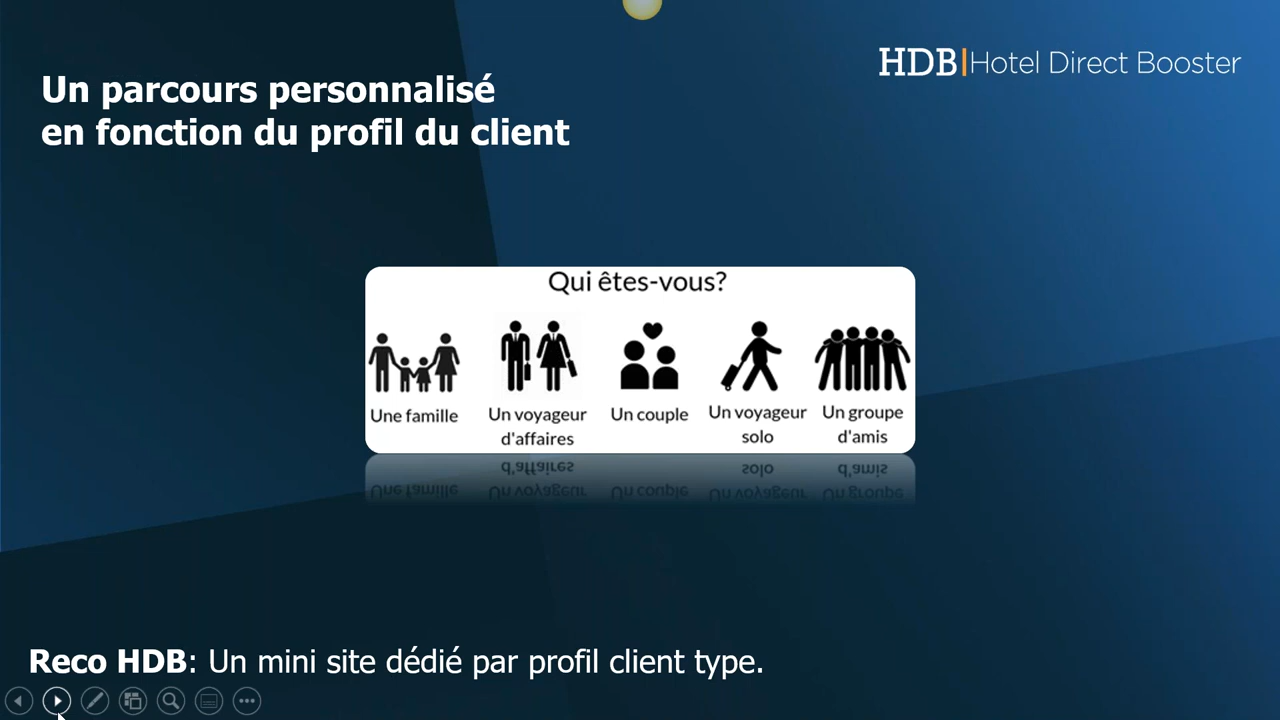 HDB|Hotel Direct Booster
Un parcours personnalisé
en fonction du profil du client
Qui êtes-vous?
Une famille
Un voyageur
d'affaires
Un couple
Un voyageur
solo
Un groupe
d'amis
Reco HDB: Un mini site dédié par profil client type.